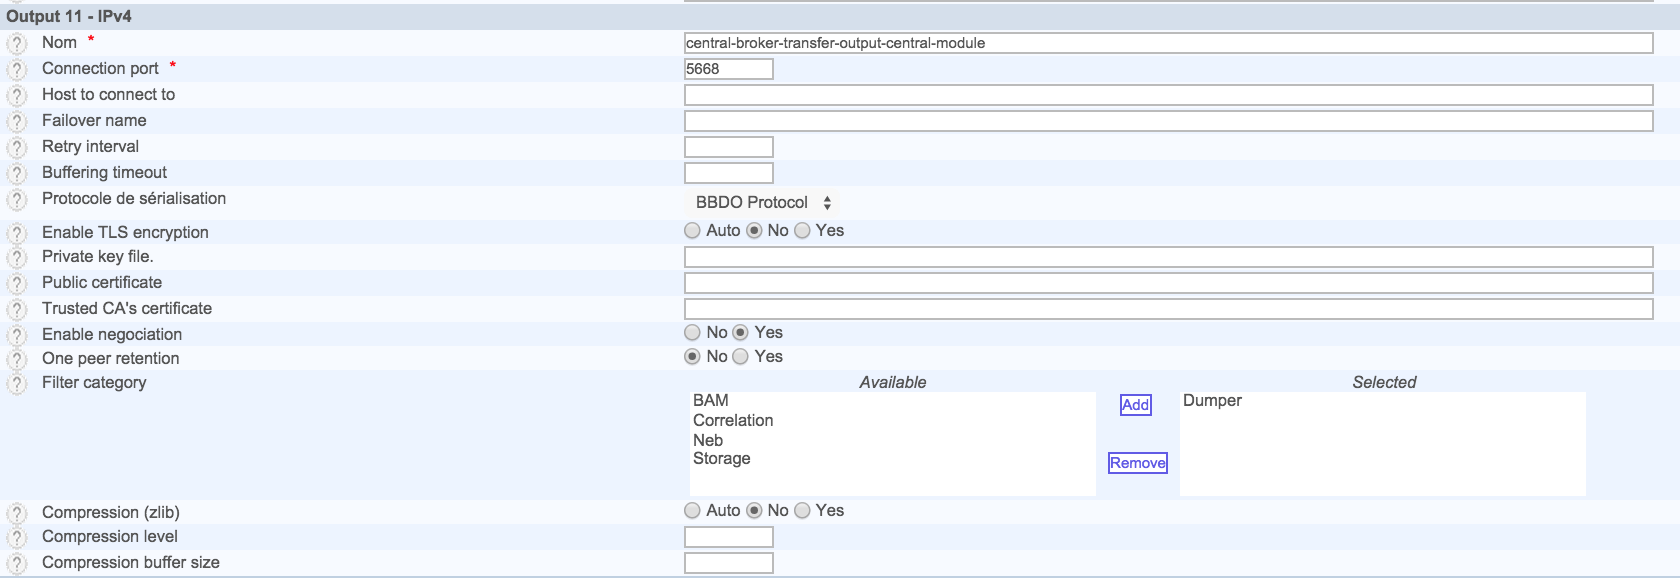 Output 11 - IPv4
? Nom * central-broker-transfer-output-central-module
? Connection port * 5668
? Host to connect to
? Failover name
? Retry interval
? Buffering timeout
? Protocole de sérialisation BBDO Protocol
? Enable TLS encryption Auto No Yes
? Private key file.
? Public certificate
? Trusted CA's certificate
? Enable negociation No Yes
? One peer retention No Yes
? Filter category Available Selected
BAM Add Dumper
Correlation
Neb
Storage Remove
? Compression (zlib) Auto No Yes
? Compression level
? Compression buffer size